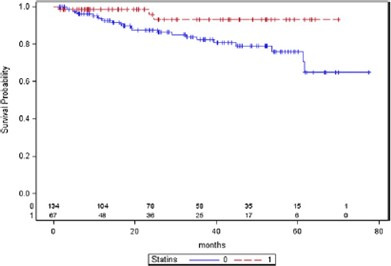 Survival Probability
1.0
0.8
0.6
0.4
0.2
0.0
0 134 104 78 58 35 15 1
1 67 48 36 25 17 6 0
0 20 40 60 80
months
Statins 0 1